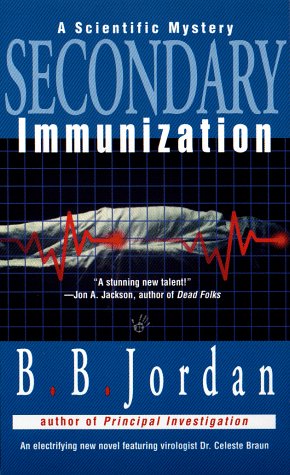 A Scientific Mystery
SECONDARY
Immunization
"A stunning new talent!"
—Jon A. Jackson, author of Dead Folks
B. B. Jordan
author of Principal Investigation
An electrifying new novel featuring virologist Dr. Celeste Braun